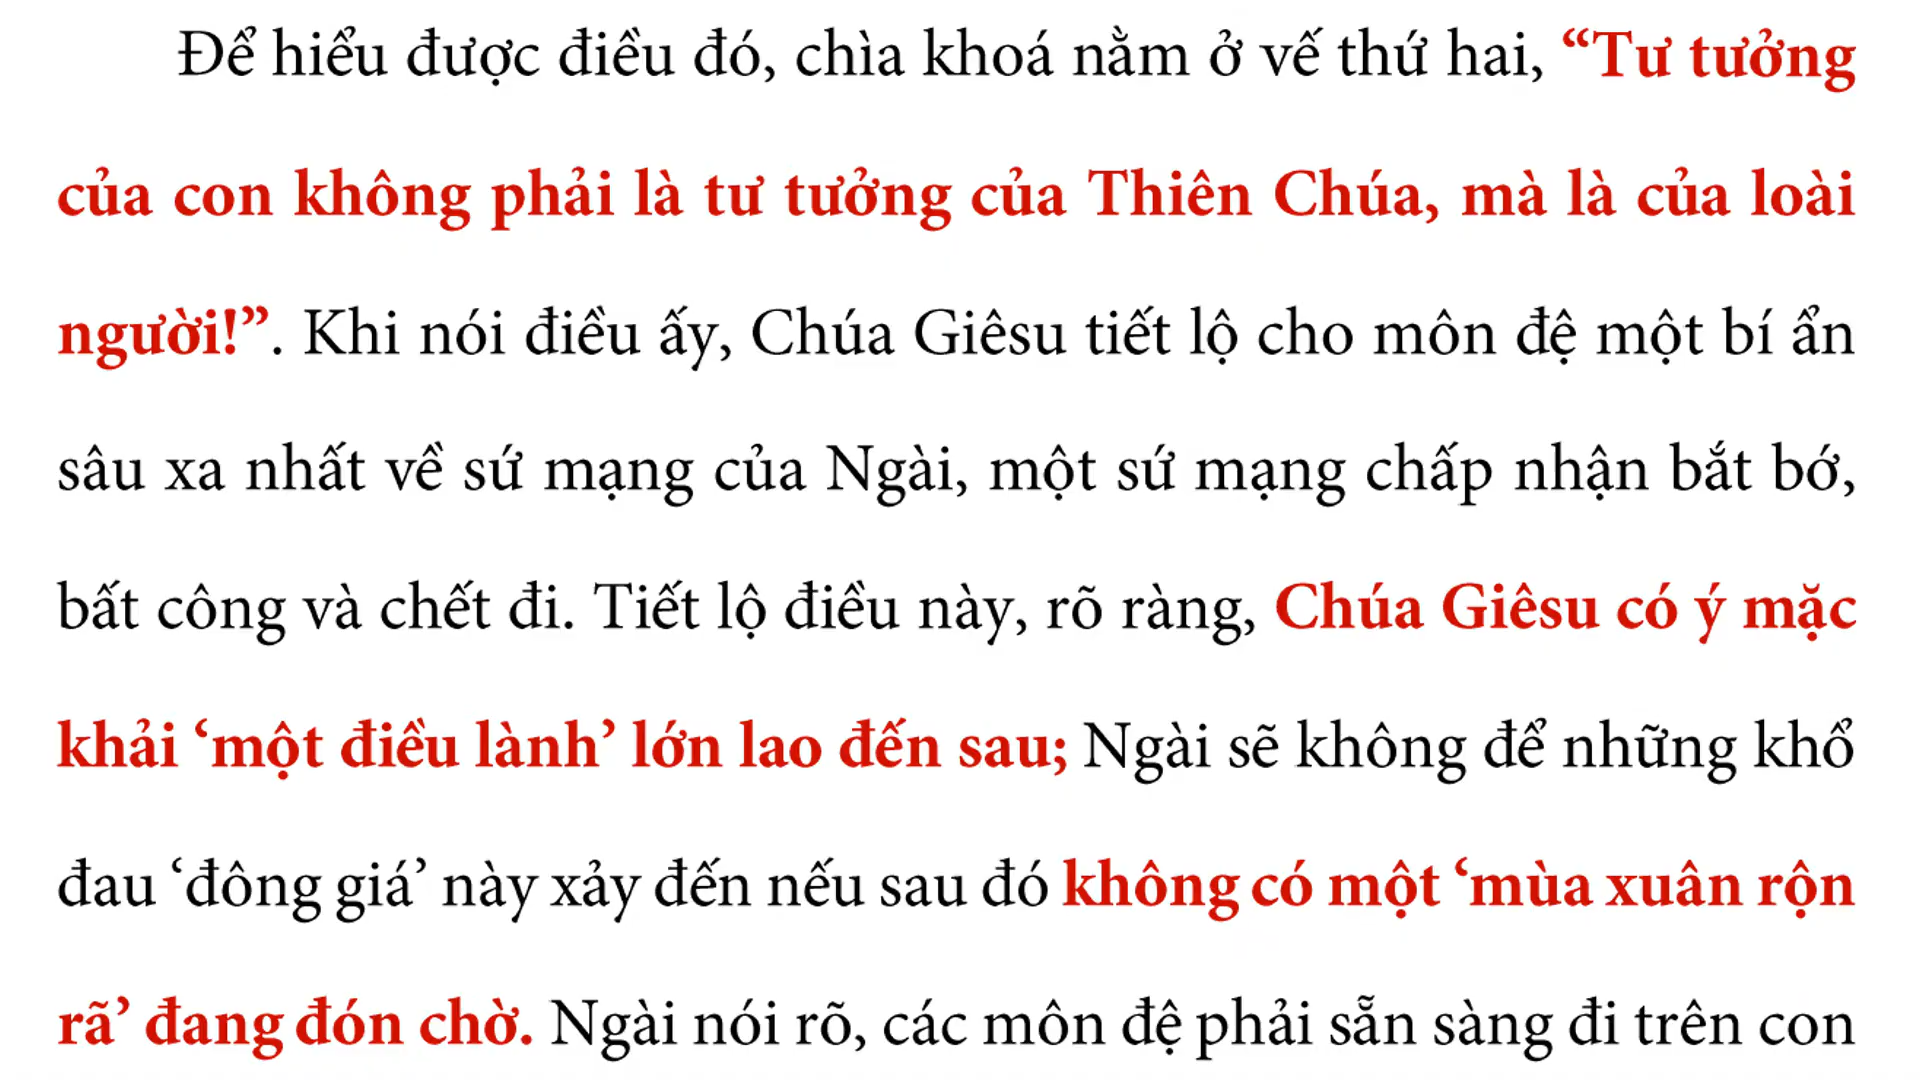 Để hiểu được điều đó, chìa khoá nằm ở vế thứ hai, “Tư tưởng
của con không phải là tư tưởng của Thiên Chúa, mà là của loài
người!”. Khi nói điều ấy, Chúa Giêsu tiết lộ cho môn đệ một bí ẩn
sâu xa nhất về sứ mạng của Ngài, một sứ mạng chấp nhận bắt bớ,
bất công và chết đi. Tiết lộ điều này, rõ ràng, Chúa Giêsu có ý mặc
khải ‘một điều lành’ lớn lao đến sau; Ngài sẽ không để những khổ
đau ‘đông giá’ này xảy đến nếu sau đó không có một ‘mùa xuân rộn
rã’ đang đón chờ. Ngài nói rõ, các môn đệ phải sẵn sàng đi trên con